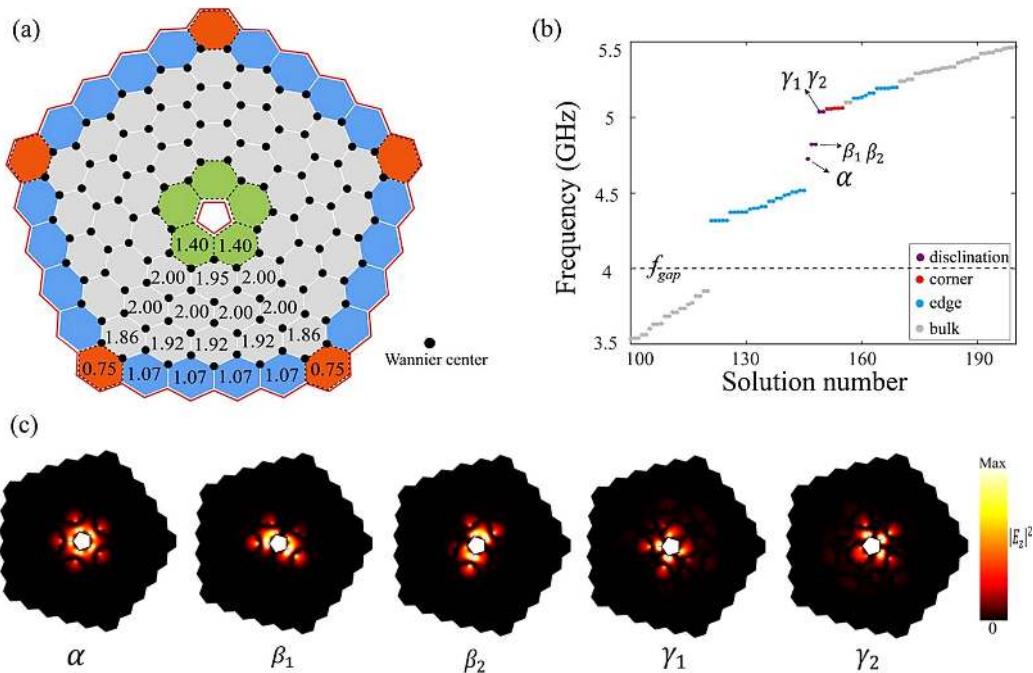 (a)
1.40 1.40
2.00 1.95 2.00
2.00 2.00 2.00 2.00
1.86 1.92 1.92 1.92 1.86
0.75 1.07 1.07 1.07 1.07 0.75
Wannier center
(b)
Frequency (GHz)
5.5
5
4.5
4
3.5
γ₁ γ₂
β₁ β₂
α
f_gap
disclination
corner
edge
bulk
100 130 160 190
Solution number
(c)
Max
|E_z|²
0
α β₁ β₂ γ₁ γ₂